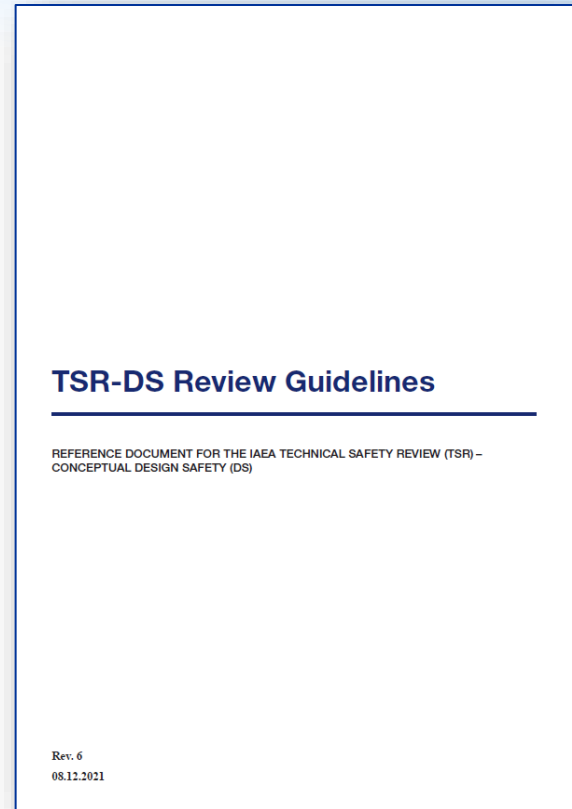 TSR-DS Review Guidelines
REFERENCE DOCUMENT FOR THE IAEA TECHNICAL SAFETY REVIEW (TSR) –
CONCEPTUAL DESIGN SAFETY (DS)
Rev. 6
08.12.2021